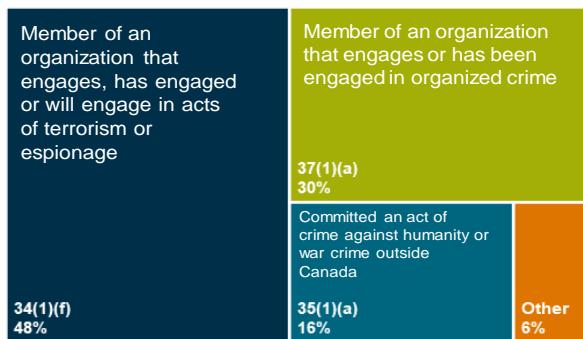 Member of an
organization that
engages, has engaged
or will engage in acts
of terrorism or
espionage
34(1)(f)
48%
Member of an organization
that engages or has been
engaged in organized crime
37(1)(a)
30%
Committed an act of
crime against humanity or
war crime outside
Canada
35(1)(a)
16%
Other
6%